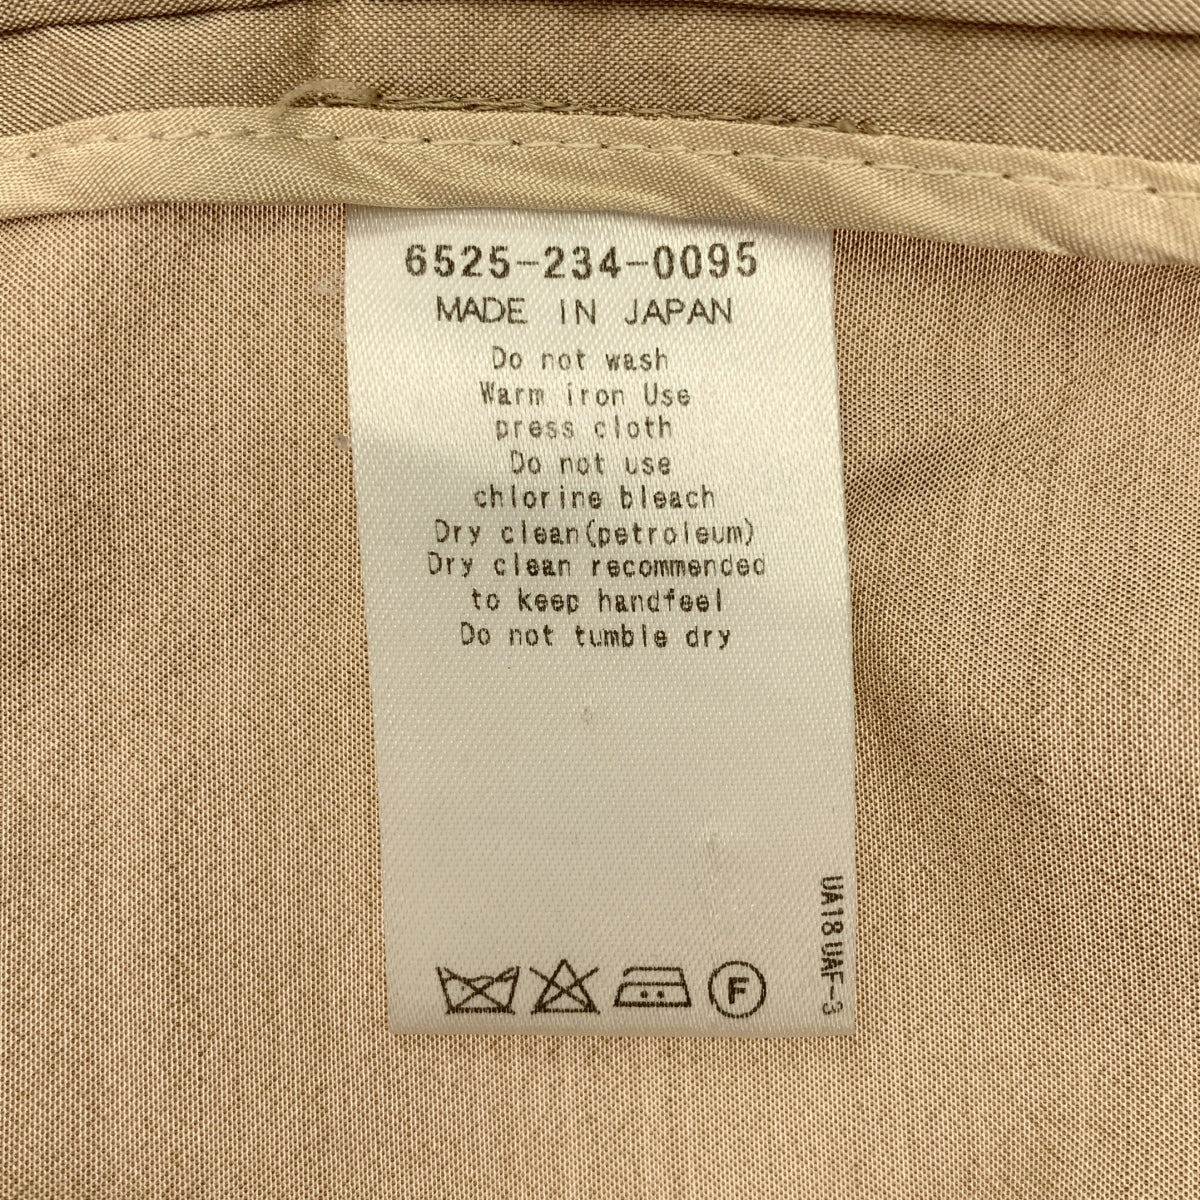 6525-234-0095
MADE IN JAPAN
Do not wash
Warm iron Use
press cloth
Do not use
chlorine bleach
Dry clean(petroleum)
Dry clean recommended
to keep handfeel
Do not tumble dry
UA18 UAF-3
F